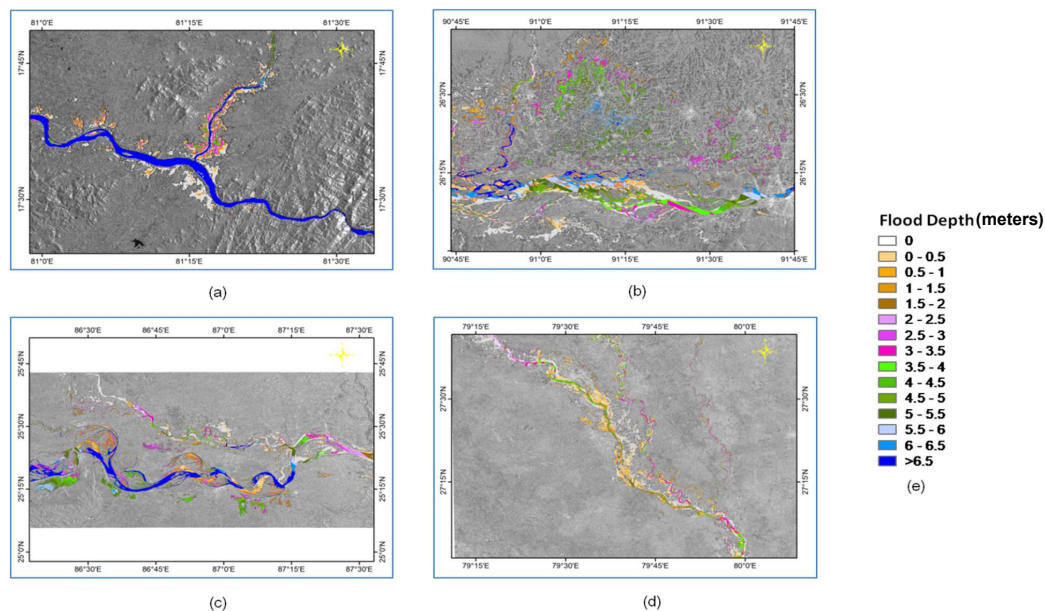 81°0'E 81°15'E 81°30'E
17°45'N 17°45'N
17°30'N 17°30'N
81°0'E 81°15'E 81°30'E
(a)
90°45'E 91°0'E 91°15'E 91°30'E 91°45'E
26°30'N 26°30'N
26°15'N 26°15'N
90°45'E 91°0'E 91°15'E 91°30'E 91°45'E
(b)
86°30'E 86°45'E 87°0'E 87°15'E 87°30'E
25°45'N 25°45'N
25°30'N 25°30'N
25°15'N 25°15'N
25°0'N 25°0'N
86°30'E 86°45'E 87°0'E 87°15'E 87°30'E
(c)
79°15'E 79°30'E 79°45'E 80°0'E
27°30'N 27°30'N
27°15'N 27°15'N
79°15'E 79°30'E 79°45'E 80°0'E
(d)
Flood Depth (meters)
0
0 - 0.5
0.5 - 1
1 - 1.5
1.5 - 2
2 - 2.5
2.5 - 3
3 - 3.5
3.5 - 4
4 - 4.5
4.5 - 5
5 - 5.5
5.5 - 6
6 - 6.5
>6.5
(e)